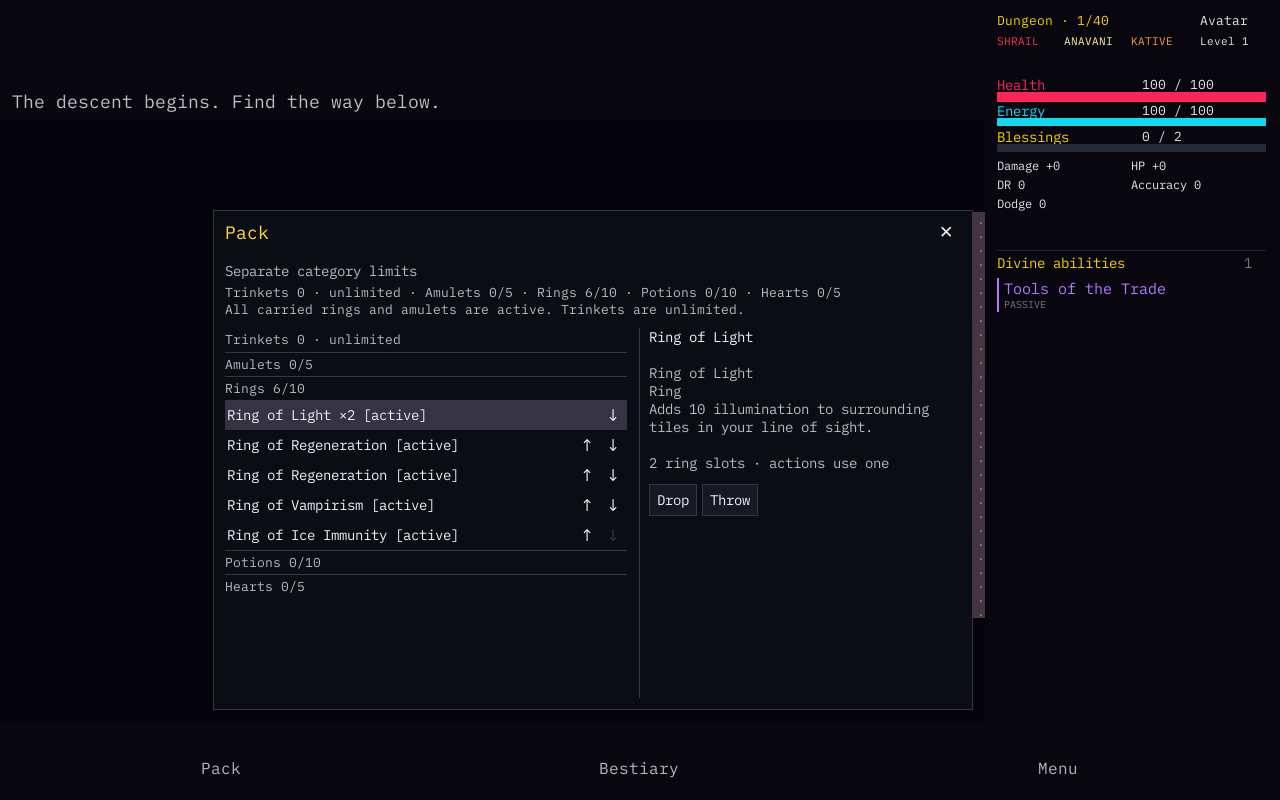 Dungeon · 1/40 Avatar
SHRAIL ANAVANI KATIVE Level 1
The descent begins. Find the way below.
Health 100 / 100
Energy 100 / 100
Blessings 0 / 2
Damage +0 HP +0
DR 0 Accuracy 0
Dodge 0
Divine abilities 1
Tools of the Trade
PASSIVE
Pack ✕
Separate category limits
Trinkets 0 · unlimited · Amulets 0/5 · Rings 6/10 · Potions 0/10 · Hearts 0/5
All carried rings and amulets are active. Trinkets are unlimited.
Trinkets 0 · unlimited
Amulets 0/5
Rings 6/10
Ring of Light ×2 [active] ↓
Ring of Regeneration [active] ↑ ↓
Ring of Regeneration [active] ↑ ↓
Ring of Vampirism [active] ↑ ↓
Ring of Ice Immunity [active] ↑ ↓
Potions 0/10
Hearts 0/5
Ring of Light
Ring of Light
Ring
Adds 10 illumination to surrounding
tiles in your line of sight.
2 ring slots · actions use one
Drop Throw
Pack Bestiary Menu